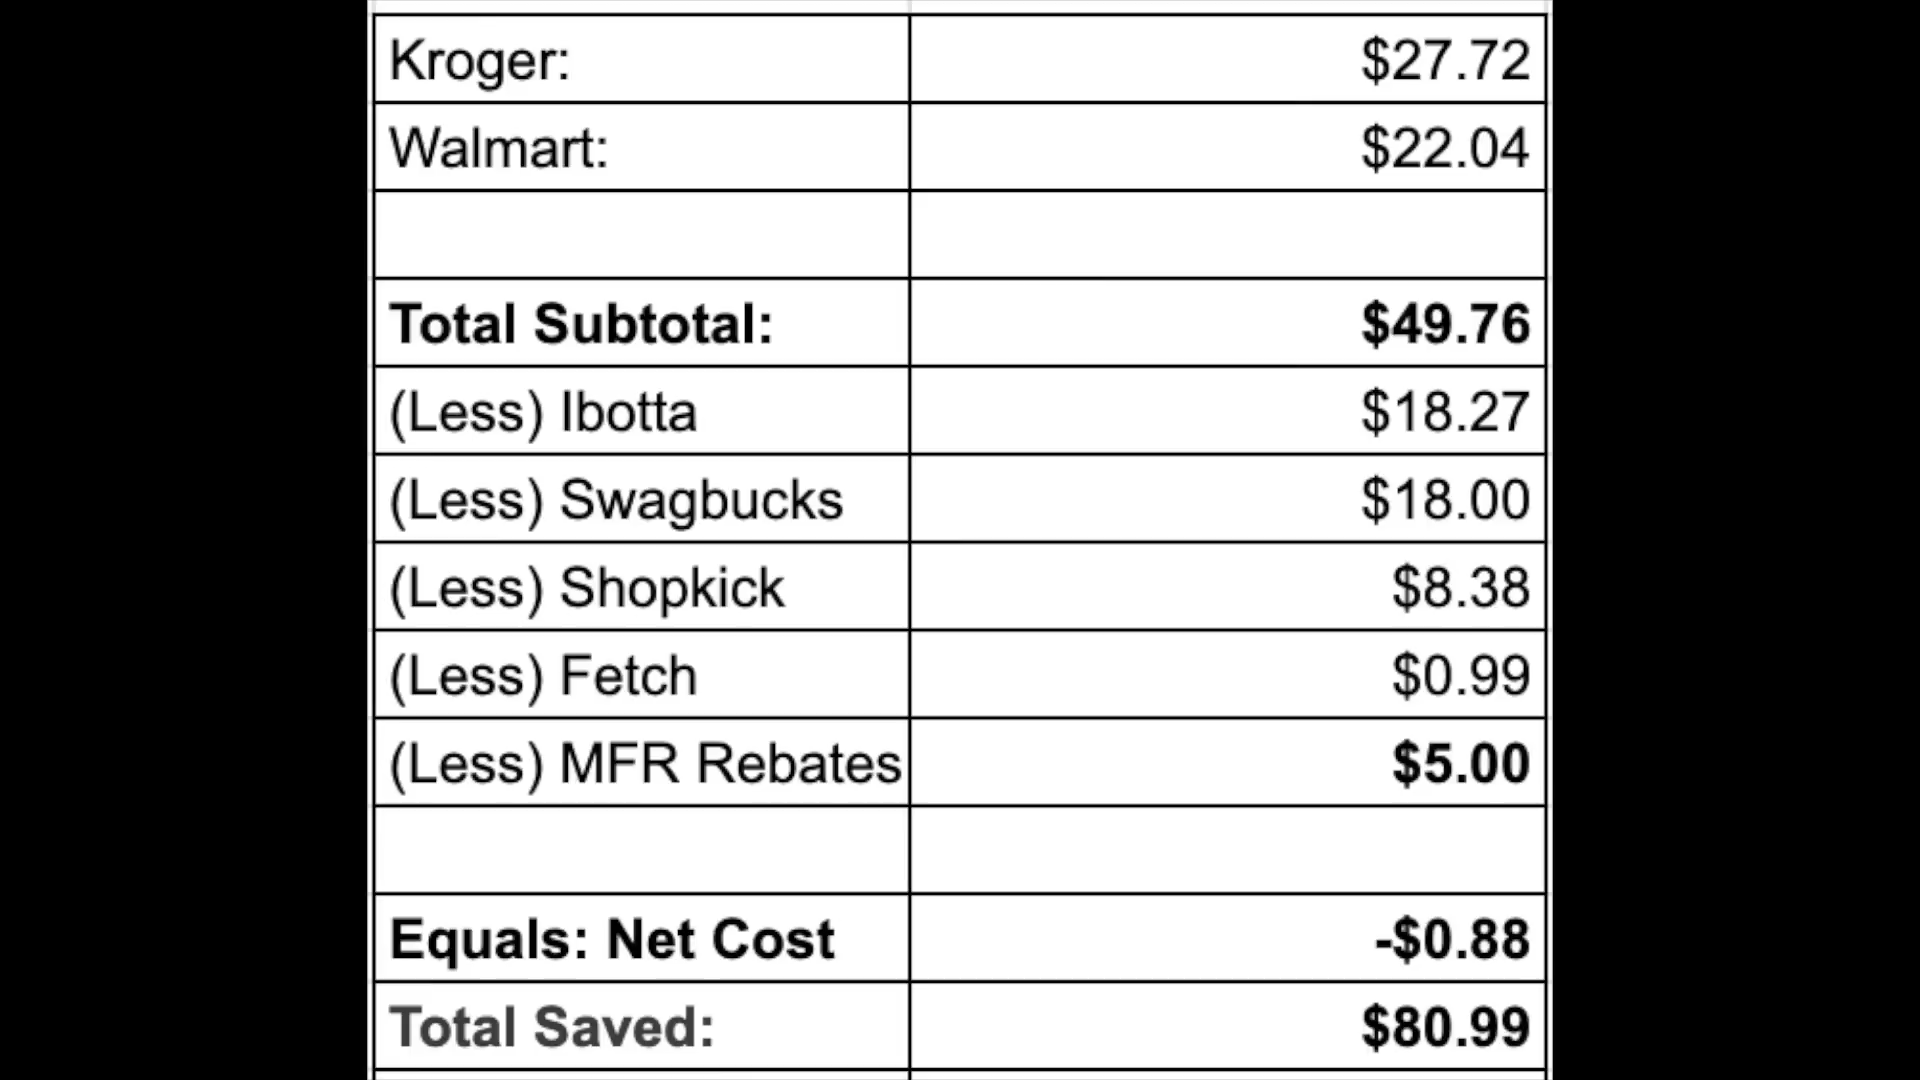 Kroger: $27.72
Walmart: $22.04
Total Subtotal: $49.76
(Less) Ibotta $18.27
(Less) Swagbucks $18.00
(Less) Shopkick $8.38
(Less) Fetch $0.99
(Less) MFR Rebates $5.00
Equals: Net Cost -$0.88
Total Saved: $80.99